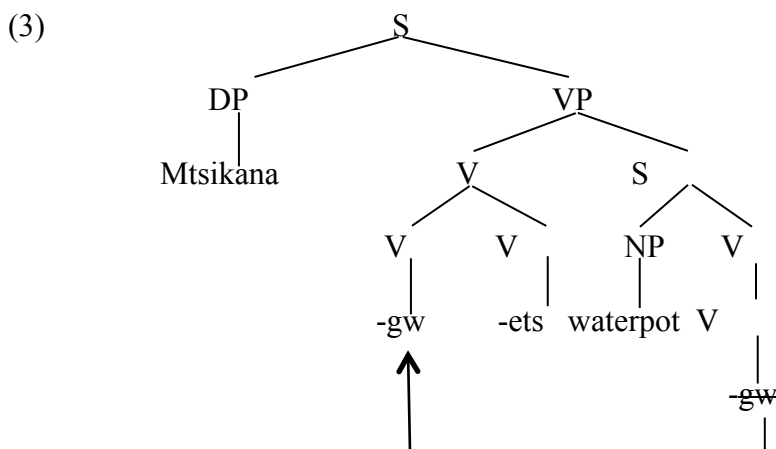 (3) S
DP VP
Mtsikana V S
V V NP V
-gw -ets waterpot V
-gw